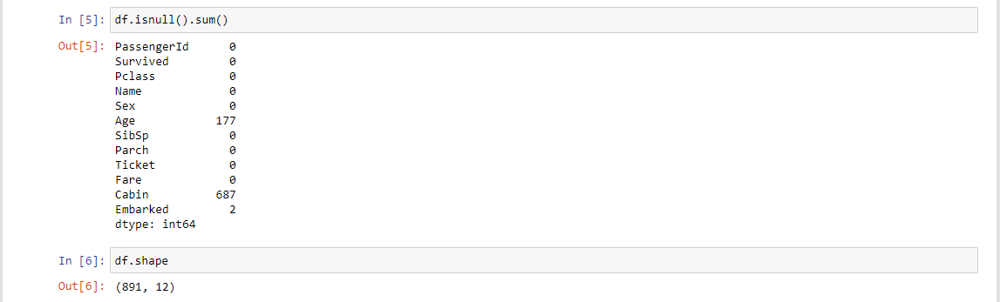 In [5]: df.isnull().sum()
Out[5]: PassengerId 0
Survived 0
Pclass 0
Name 0
Sex 0
Age 177
SibSp 0
Parch 0
Ticket 0
Fare 0
Cabin 687
Embarked 2
dtype: int64
In [6]: df.shape
Out[6]: (891, 12)